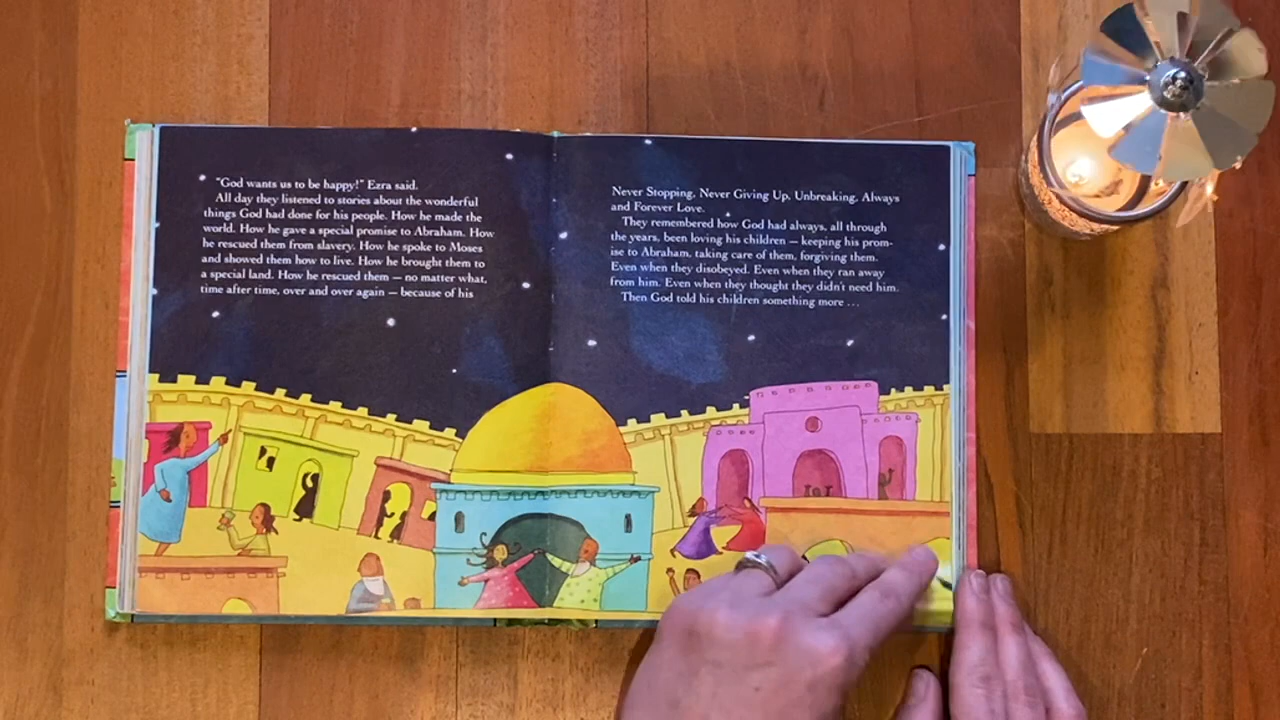 "God wants us to be happy!" Ezra said.
All day they listened to stories about the wonderful
things God had done for his people. How he made the
world. How he gave a special promise to Abraham. How
he rescued them from slavery. How he spoke to Moses
and showed them how to live. How he brought them to
a special land. How he rescued them — no matter what,
time after time, over and over again — because of his
Never Stopping, Never Giving Up, Unbreaking, Always
and Forever Love.
They remembered how God had always, all through
the years, been loving his children — keeping his prom-
ise to Abraham, taking care of them, forgiving them.
Even when they disobeyed. Even when they ran away
from him. Even when they thought they didn't need him.
Then God told his children something more ...